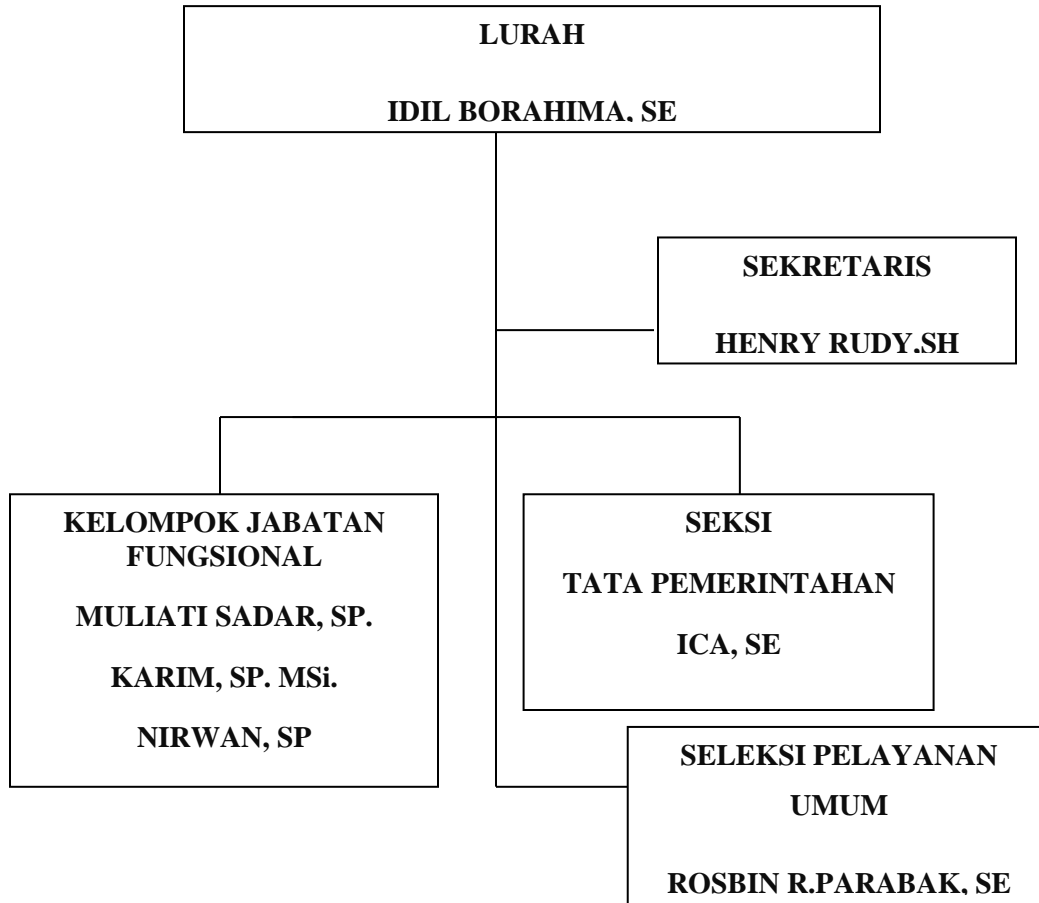 LURAH
IDIL BORAHIMA, SE
SEKRETARIS
HENRY RUDY.SH
KELOMPOK JABATAN
FUNGSIONAL
MULIATI SADAR, SP.
KARIM, SP. MSi.
NIRWAN, SP
SEKSI
TATA PEMERINTAHAN
ICA, SE
SELEKSI PELAYANAN
UMUM
ROSBIN R.PARABAK, SE